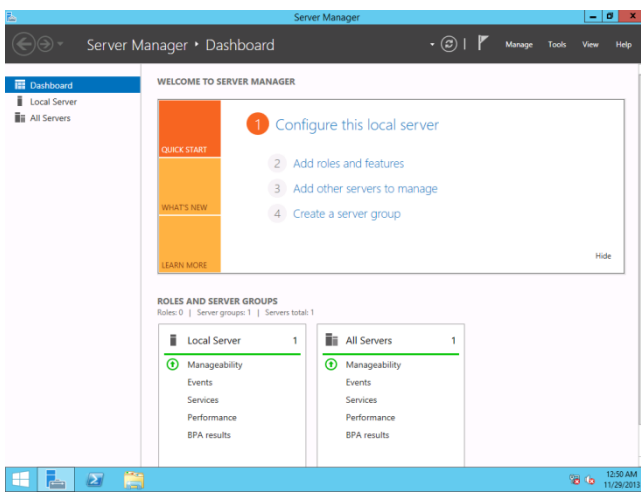 Server Manager
Server Manager • Dashboard
Manage Tools View Help
Dashboard
Local Server
All Servers
WELCOME TO SERVER MANAGER
QUICK START
WHAT'S NEW
LEARN MORE
1 Configure this local server
2 Add roles and features
3 Add other servers to manage
4 Create a server group
Hide
ROLES AND SERVER GROUPS
Roles: 0 | Server groups: 1 | Servers total: 1
Local Server 1
Manageability
Events
Services
Performance
BPA results
All Servers 1
Manageability
Events
Services
Performance
BPA results
12:50 AM
11/29/2013